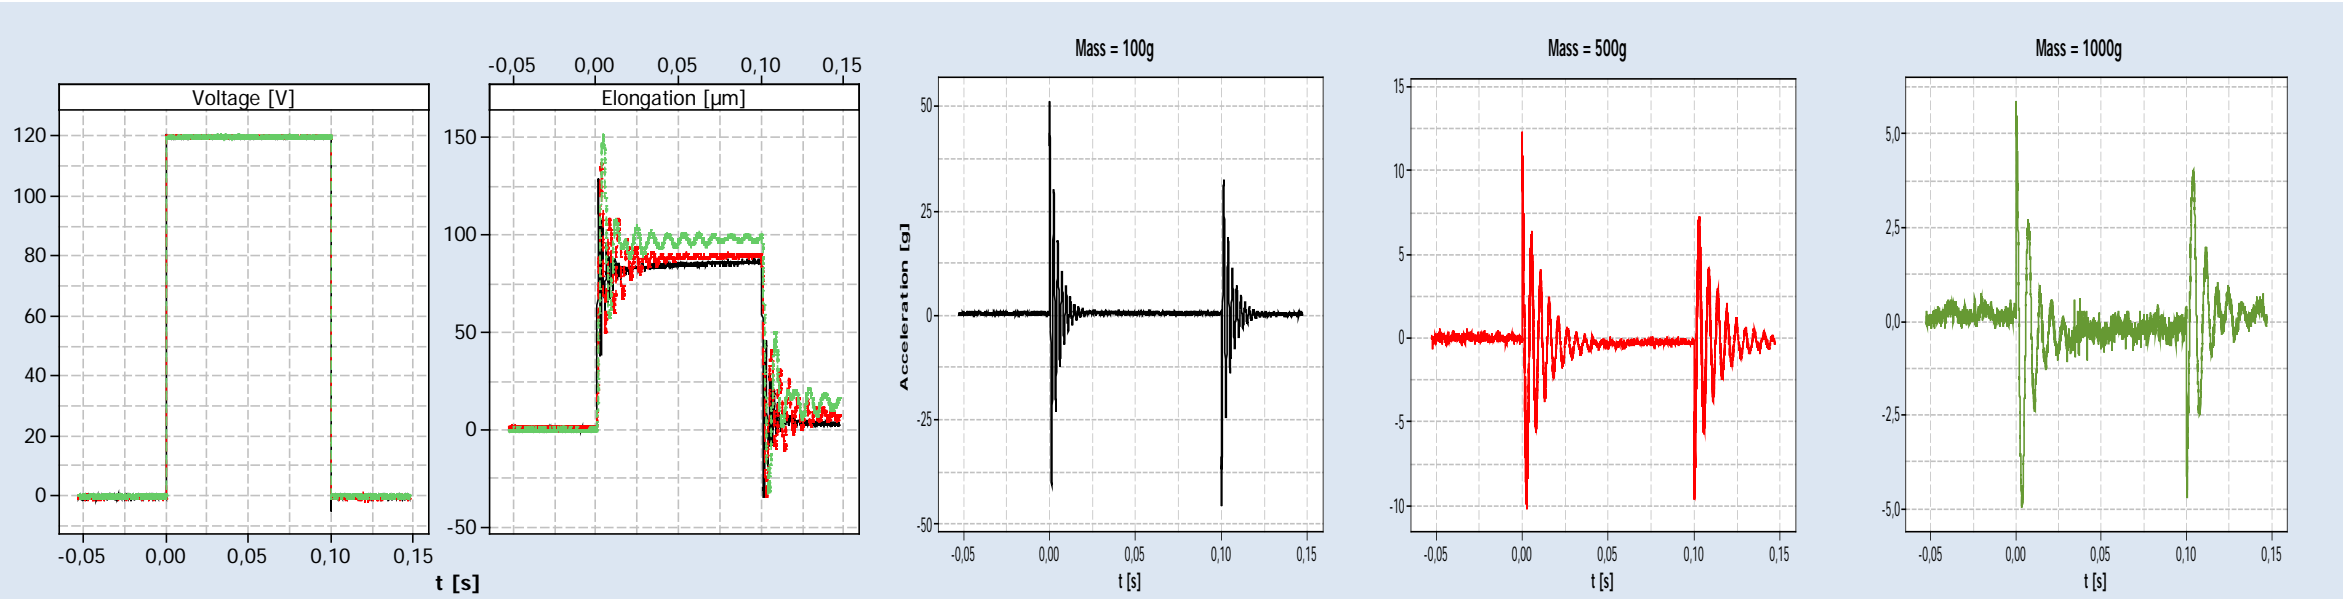 Voltage [V]
120
100
80
60
40
20
0
-0,05 0,00 0,05 0,10 0,15
-0,05 0,00 0,05 0,10 0,15
Elongation [µm]
150
100
50
0
-50
t [s]
Mass = 100g
Acceleration [g]
50
25
0
-25
-50
-0,05 0,00 0,05 0,10 0,15
t [s]
Mass = 500g
15
10
5
0
-5
-10
-0,05 0,00 0,05 0,10 0,15
t [s]
Mass = 1000g
5,0
2,5
0,0
-2,5
-5,0
-0,05 0,00 0,05 0,10 0,15
t [s]